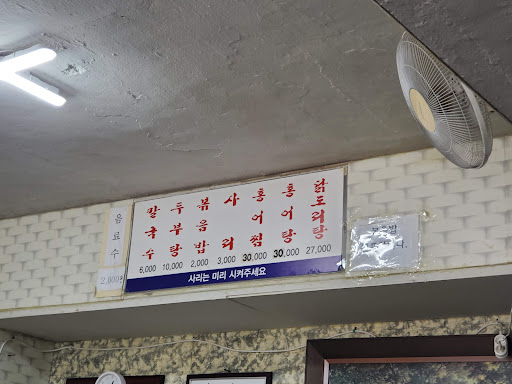 음료수
2,000
칼국수
6,000
두부탕
10,000
볶음밥
2,000
사리
3,000
홍어찜
30,000
홍어탕
30,000
닭도리탕
27,000
사리는 미리 시켜주세요